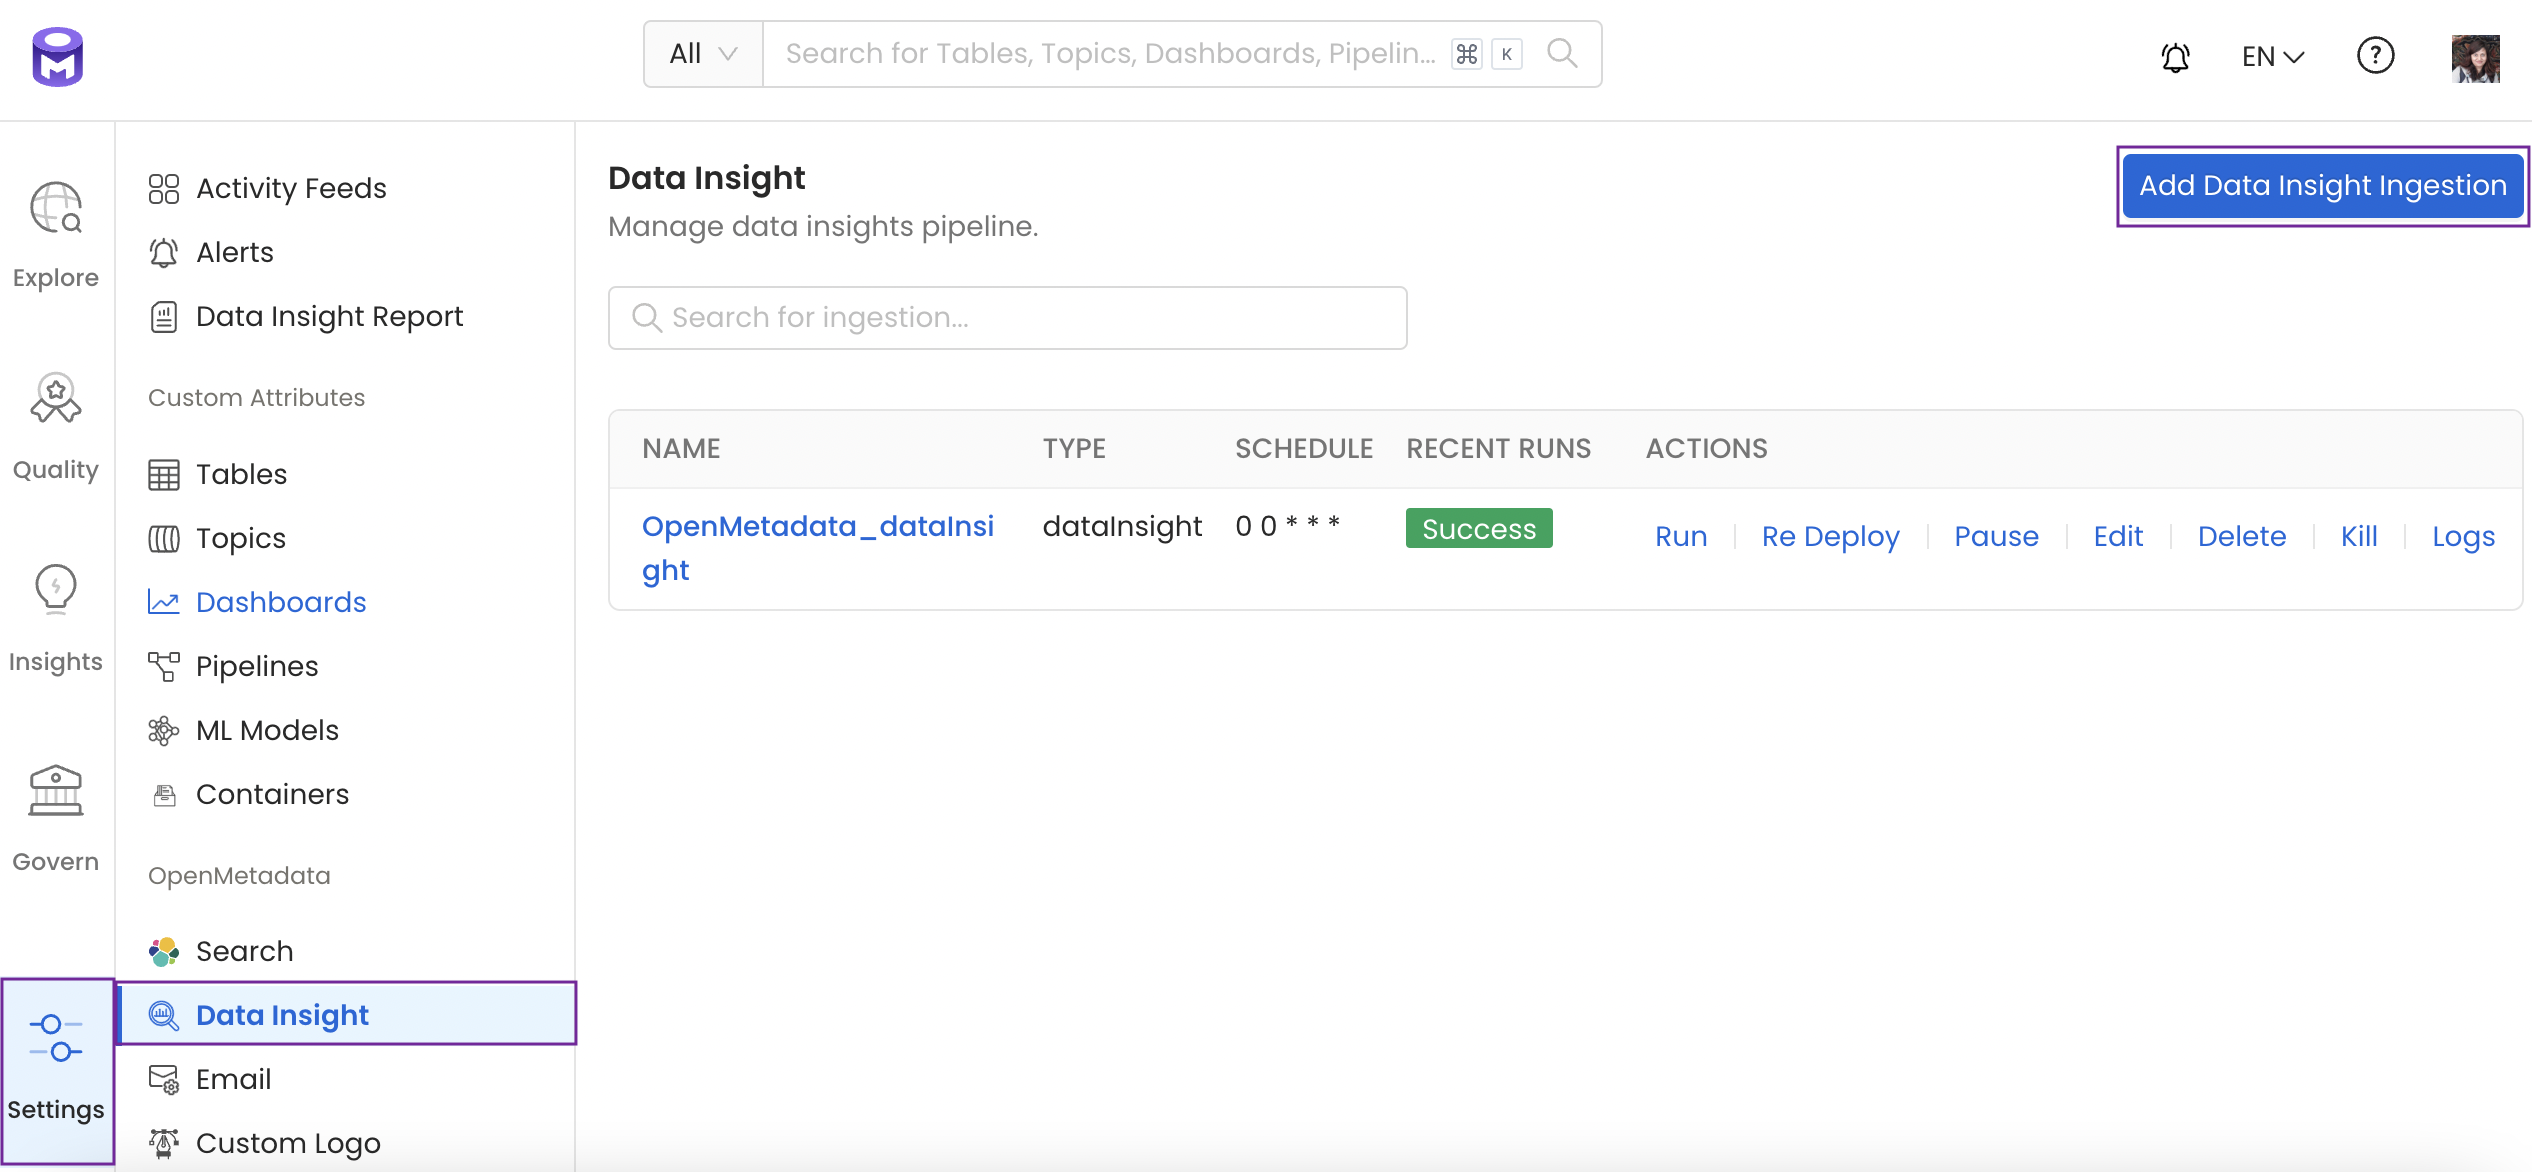 All
Search for Tables, Topics, Dashboards, Pipelin... ⌘ K
EN
?
Explore
Quality
Insights
Govern
Settings
Activity Feeds
Alerts
Data Insight Report
Custom Attributes
Tables
Topics
Dashboards
Pipelines
ML Models
Containers
OpenMetadata
Search
Data Insight
Email
Custom Logo
Data Insight
Manage data insights pipeline.
Add Data Insight Ingestion
Search for ingestion...
NAME TYPE SCHEDULE RECENT RUNS ACTIONS
OpenMetadata_dataInsi dataInsight 0 0 * * * Success Run Re Deploy Pause Edit Delete Kill Logs
ght